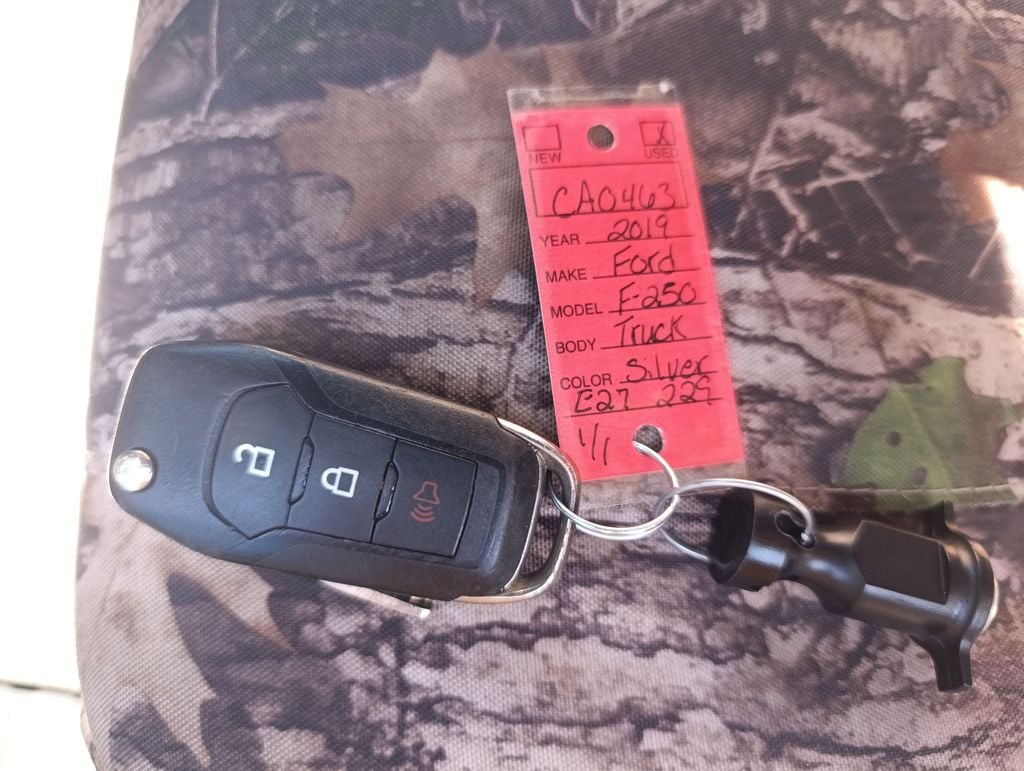 NEW X USED
CA0463
YEAR 2019
MAKE Ford
MODEL F-250
BODY Truck
COLOR Silver
E27 229
1/1